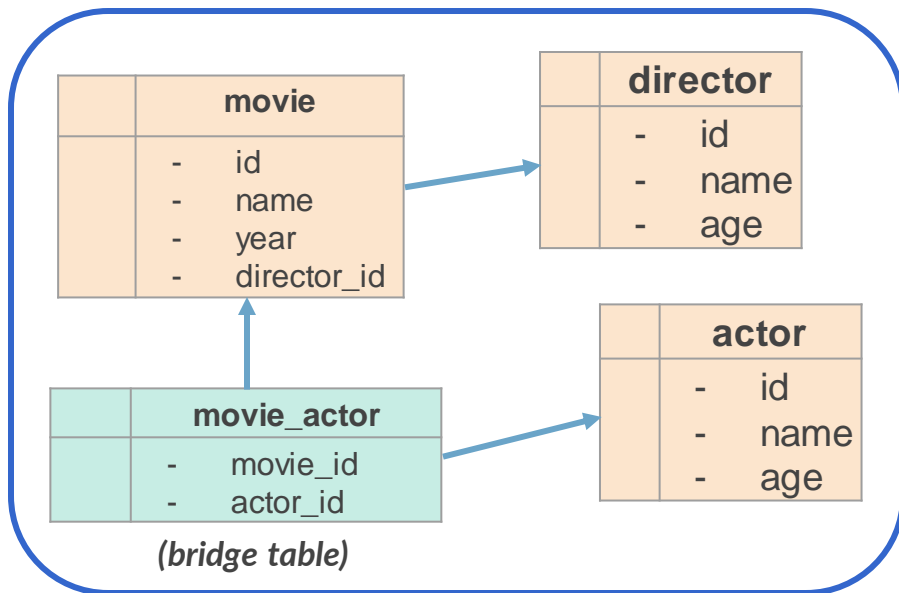 movie
- id
- name
- year
- director_id
director
- id
- name
- age
movie_actor
- movie_id
- actor_id
(bridge table)
actor
- id
- name
- age